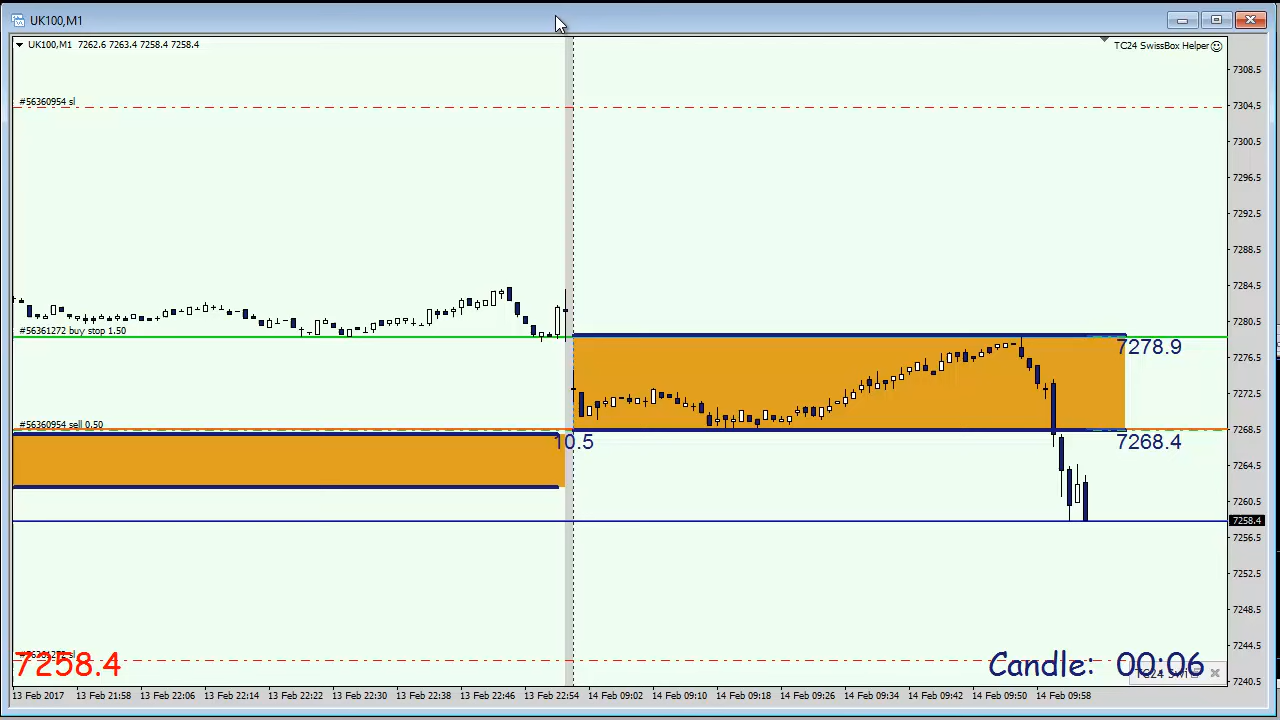 UK100,M1
UK100,M1 7262.6 7263.4 7258.4 7258.4
TC24 SwissBox Helper
7308.5
#56360954 sl
7304.5
7300.5
7296.5
7292.5
7288.5
7284.5
7280.5
#56361272 buy stop 1.50
7278.9
7276.5
7272.5
#56360954 sell 0.50
7268.5
10.5
7268.4
7264.5
7260.5
7258.4
7256.5
7252.5
7248.5
7244.5
#56361272 sl
7258.4
Candle: 00:06
7240.5
13 Feb 2017 13 Feb 21:58 13 Feb 22:06 13 Feb 22:14 13 Feb 22:22 13 Feb 22:30 13 Feb 22:38 13 Feb 22:46 13 Feb 22:54 14 Feb 09:02 14 Feb 09:10 14 Feb 09:18 14 Feb 09:26 14 Feb 09:34 14 Feb 09:42 14 Feb 09:50 14 Feb 09:58